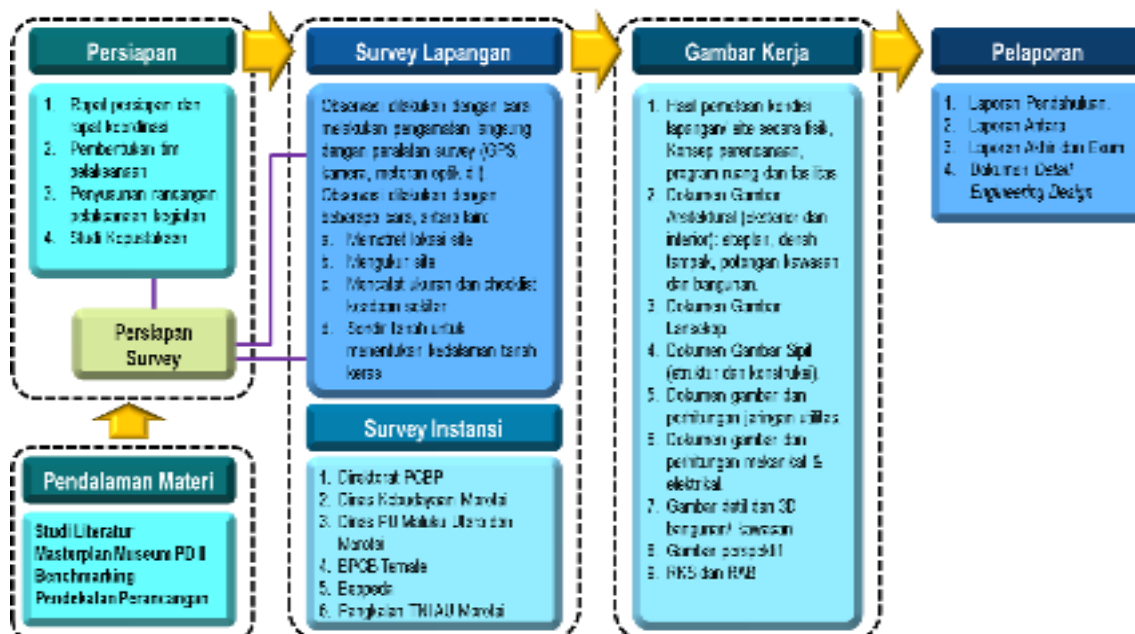 Persiapan
1. Rapat persiapan dan
rapat koordinasi
2. Pembentukan tim
pelaksanaan
3. Penyusunan rancangan
pelaksanaan kegiatan
4. Studi Kepustakaan
Persiapan
Survey
Pendalaman Materi
Studi Literatur
Masterplan Museum PD II
Benchmarking
Pendekatan Perancangan
Survey Lapangan
Observasi dilakukan dengan cara
melakukan pengamatan langsung
dengan peralatan survey (GPS,
kamera, meteran optik dll)
Observasi dilakukan dengan
beberapa cara, antara lain:
a. Memotret lokasi site
b. Mengukur site
c. Mencatat ukuran dan checklist
keadaan sekitar
d. Sondir tanah untuk
menentukan kedalaman tanah
keras
Survey Instansi
1. Direktorat PCBP
2. Dinas Kebudayaan Morotai
3. Dinas PU Maluku Utara dan
Morotai
4. BPCB Ternate
5. Bappeda
6. Pangkalan TNI AU Morotai
Gambar Kerja
1. Hasil pemetaan kondisi
lapangan/ site secara fisik,
Konsep perencanaan,
program ruang dan fasilitas
2. Dokumen Gambar
Arsitektural (eksterior dan
interior): siteplan, denah
tampak, potongan kawasan
dan bangunan.
3. Dokumen Gambar
Lansekap.
4. Dokumen Gambar Sipil
(struktur dan konstruksi).
5. Dokumen gambar dan
perhitungan jaringan utilitas.
6. Dokumen gambar dan
perhitungan mekanikal &
elektrikal.
7. Gambar detil dan 3D
bangunan/ kawasan
8. Gambar perspektif
9. RKS dan RAB
Pelaporan
1. Laporan Pendahuluan.
2. Laporan Antara
3. Laporan Akhir dan Exum
4. Dokumen Detail
Engineering Design